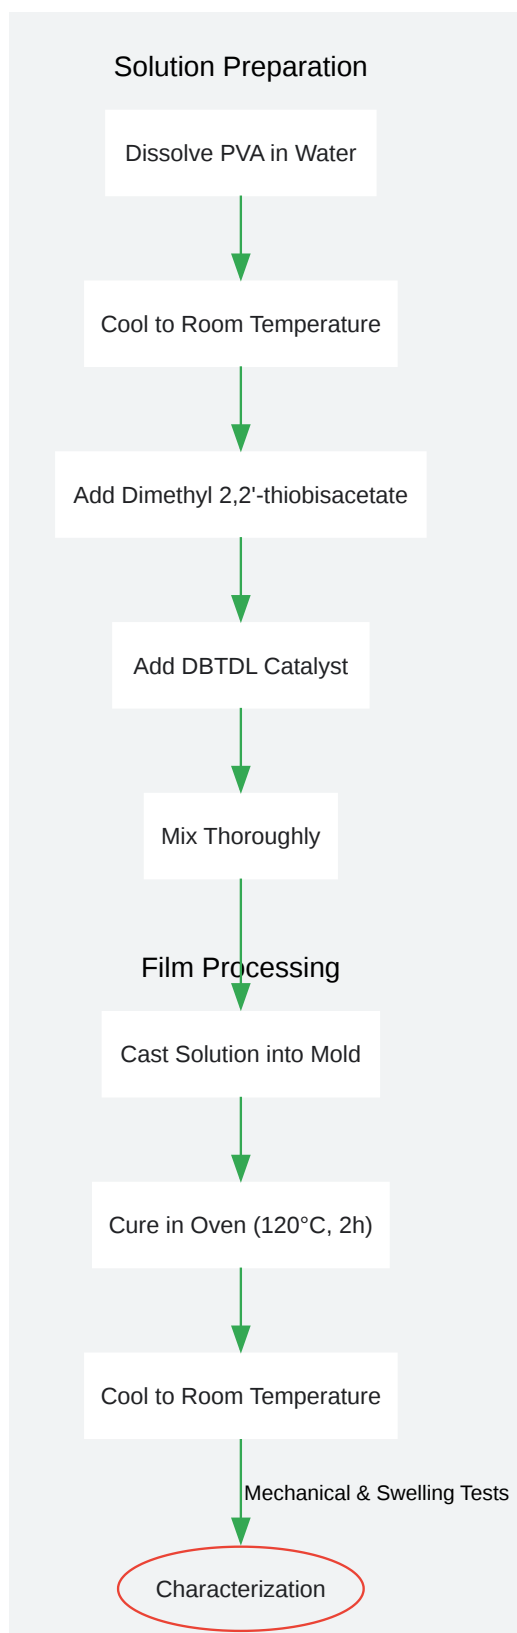 Solution Preparation
Dissolve PVA in Water
Cool to Room Temperature
Add Dimethyl 2,2'-thiobisacetate
Add DBTDL Catalyst
Mix Thoroughly
Film Processing
Cast Solution into Mold
Cure in Oven (120°C, 2h)
Cool to Room Temperature
Mechanical & Swelling Tests
Characterization